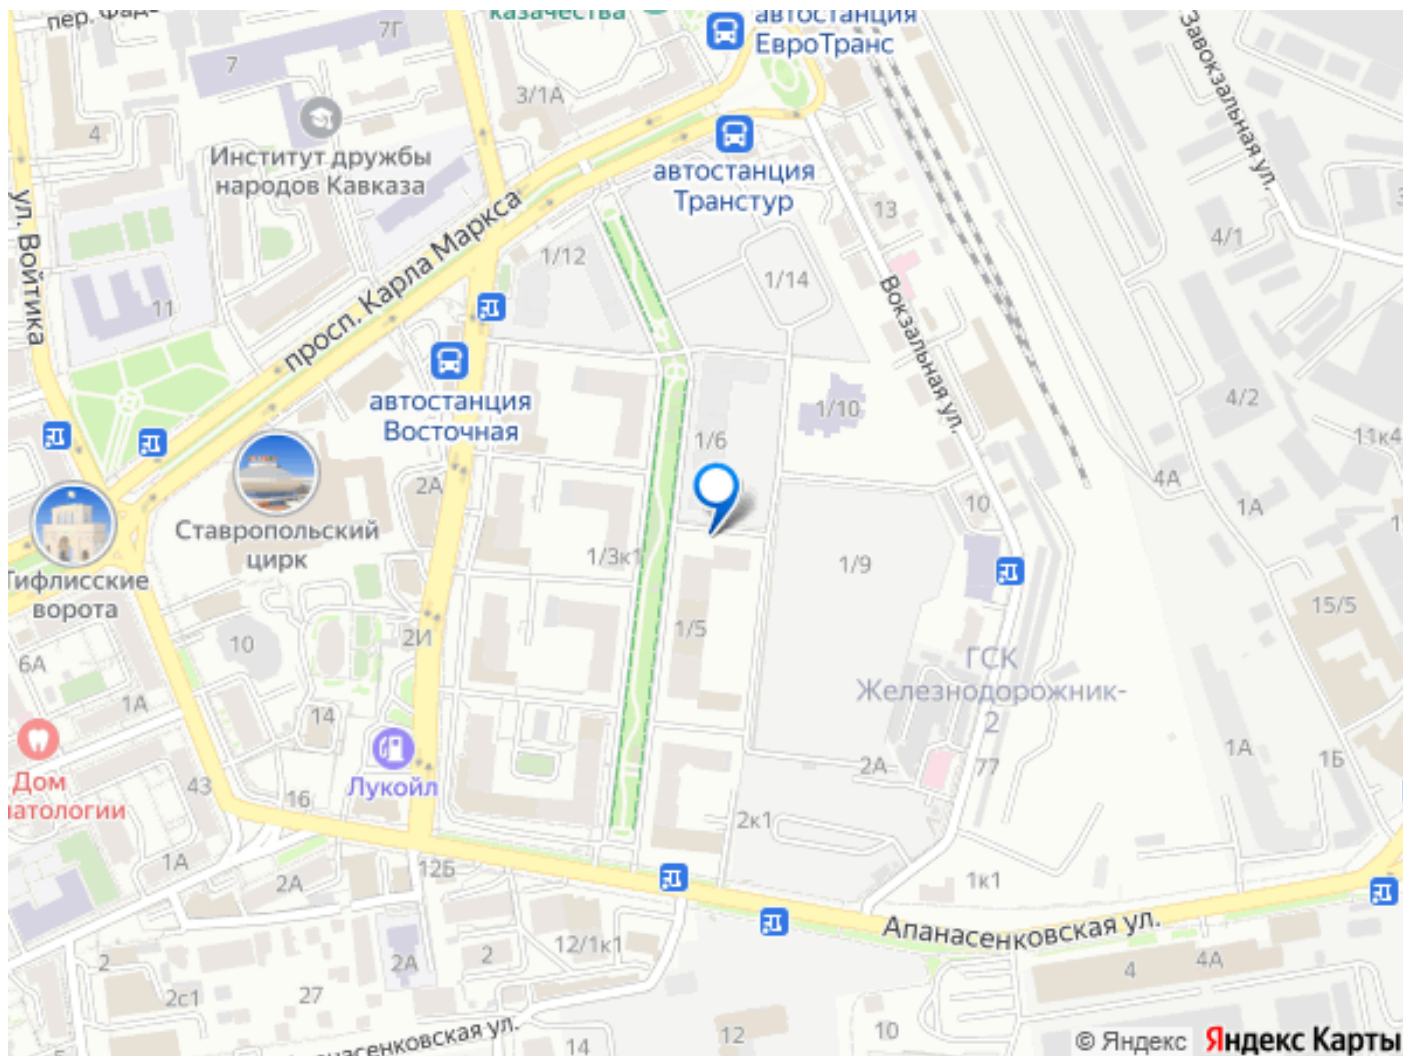 пер. Фаде
казачества
автостанция
ЕвроТранс
Завокзальная ул.
7Г
7
3/1А
4
Институт дружбы
народов Кавказа
автостанция
Транстур
13
ул. Войтика
просп. Карла Маркса
1/12
1/14
4/1
11
Вокзальная ул.
автостанция
Восточная
1/10
4/2
1/6
11к4
2А
10
4А
1А
Ставропольский
цирк
Тифлисские
ворота
1/3к1
1/9
15/5
10
2И
1/5
6А
1А
ГСК
Железнодорожник-
2
14
Лукойл
2А
77
1А
1Б
Дом
натологии
43
16
2к1
1А
2А
12Б
1к1
Апанасенковская ул.
12/1к1
2
2
2А
4
4А
2с1
27
12
10
14
© Яндекс
Яндекс Карты